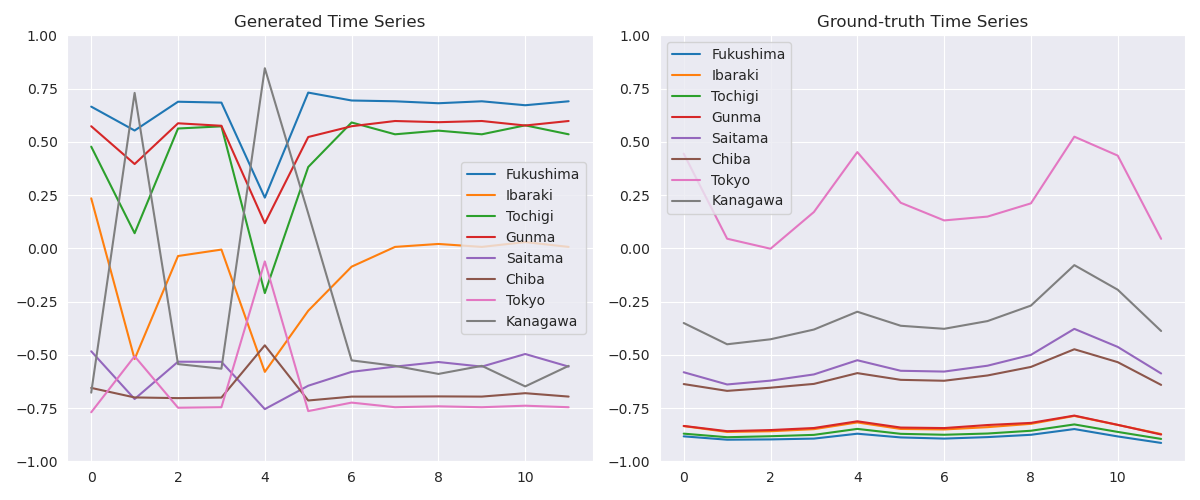 Generated Time Series
1.00
0.75
0.50
0.25
0.00
−0.25
−0.50
−0.75
−1.00
0 2 4 6 8 10
Fukushima
Ibaraki
Tochigi
Gunma
Saitama
Chiba
Tokyo
Kanagawa
Ground-truth Time Series
1.00
0.75
0.50
0.25
0.00
−0.25
−0.50
−0.75
−1.00
0 2 4 6 8 10
Fukushima
Ibaraki
Tochigi
Gunma
Saitama
Chiba
Tokyo
Kanagawa